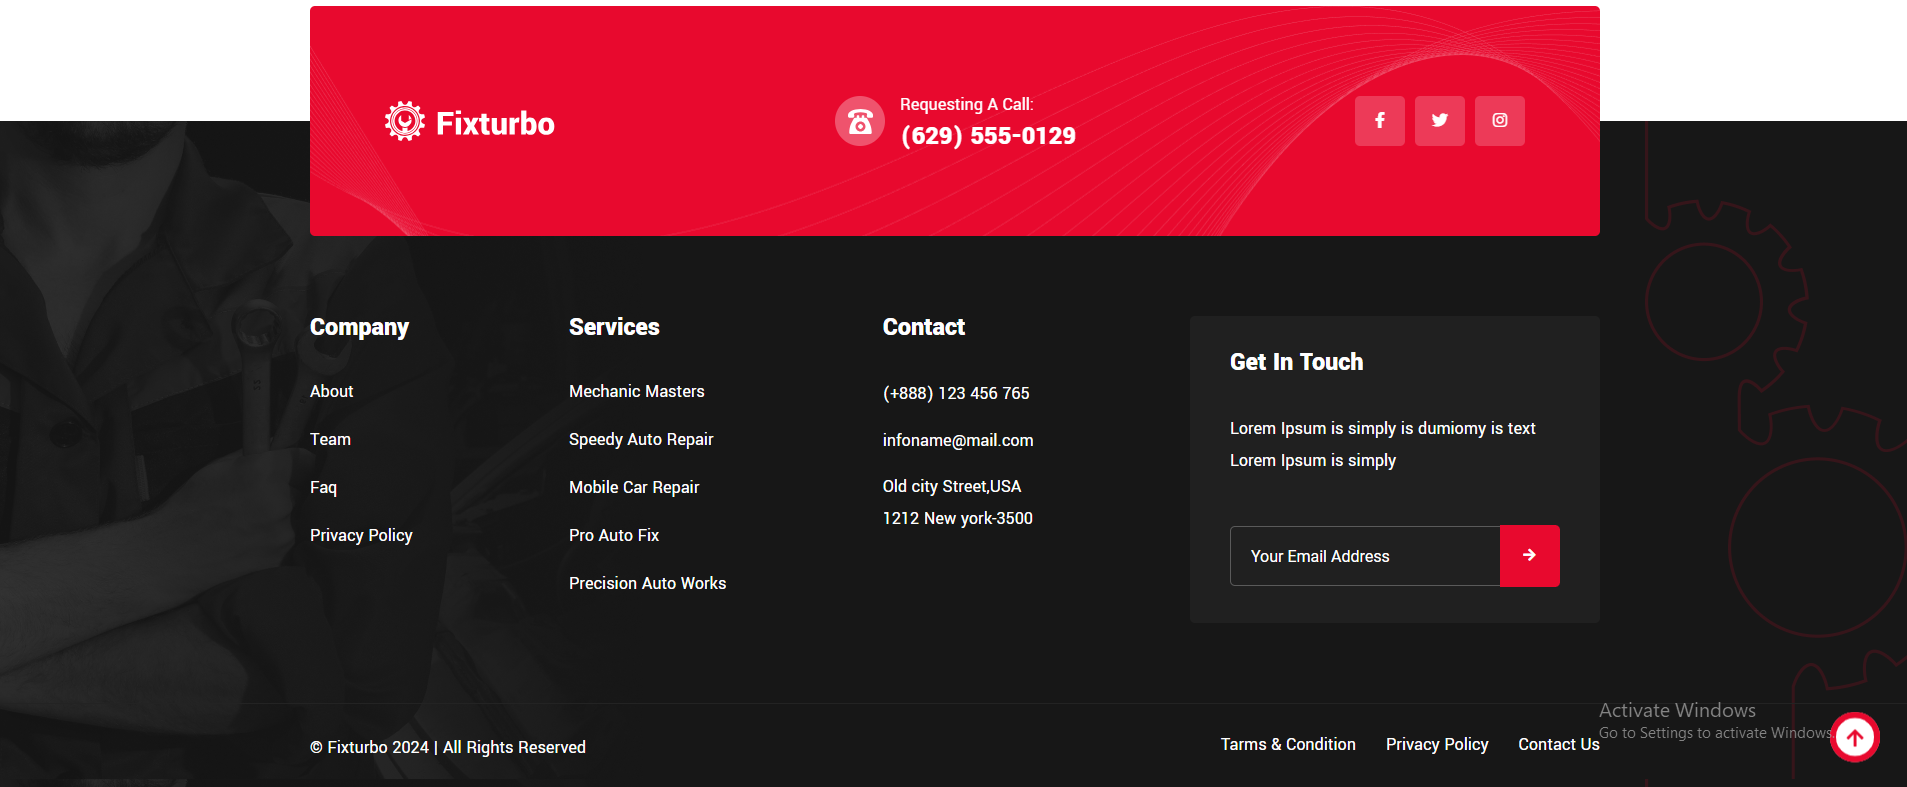 Fixturbo
Requesting A Call:
(629) 555-0129
Company
About
Team
Faq
Privacy Policy
Services
Mechanic Masters
Speedy Auto Repair
Mobile Car Repair
Pro Auto Fix
Precision Auto Works
Contact
(+888) 123 456 765
infoname@mail.com
Old city Street,USA
1212 New york-3500
Get In Touch
Lorem Ipsum is simply is dumiomy is text
Lorem Ipsum is simply
Your Email Address
© Fixturbo 2024 | All Rights Reserved
Tarms & Condition
Privacy Policy
Contact Us
Activate Windows
Go to Settings to activate Windows